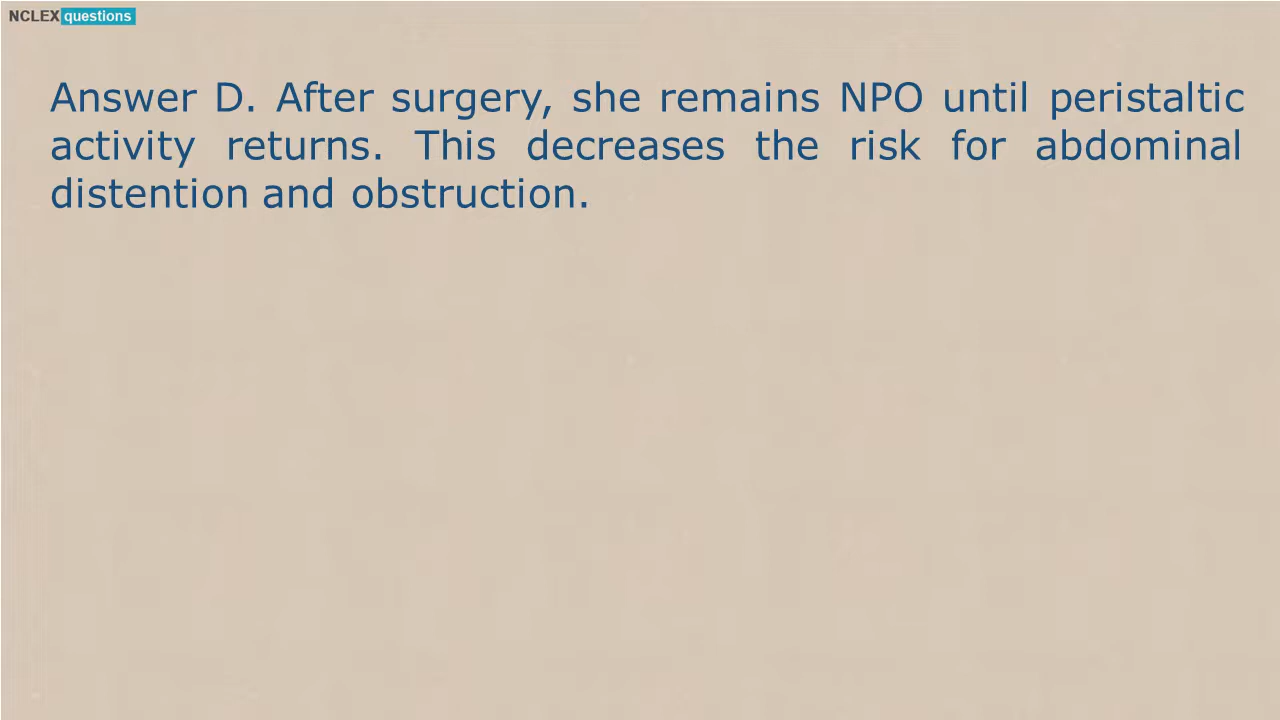 NCLEX questions
Answer D. After surgery, she remains NPO until peristaltic
activity returns. This decreases the risk for abdominal
distention and obstruction.